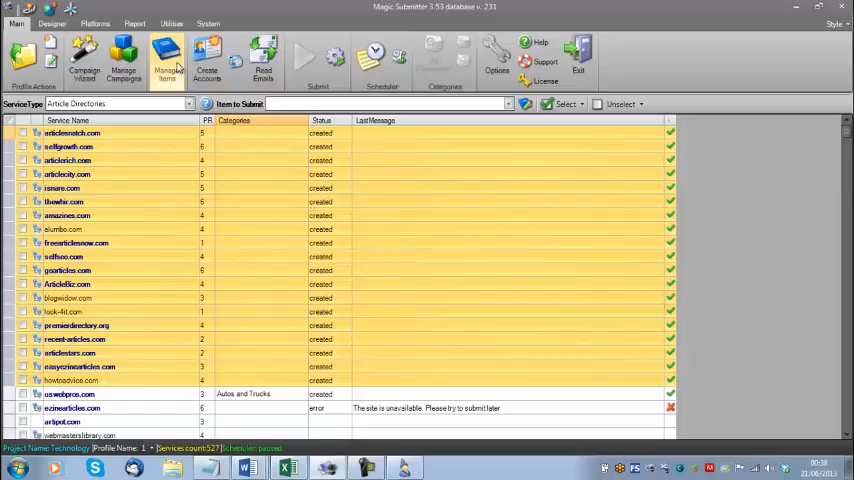 Magic Submitter 3.53 database v. 231
Main Designer Platforms Report Utilities System Style
Campaign Wizard
Manage Campaigns
Manage Items
Create Accounts
Read Emails
Options
Help
Support
License
Exit
Profile Actions Submit Scheduler Categories
ServiceType Article Directories Item to Submit Select Unselect
Service Name PR Categories Status LastMessage
articlesnatch.com 5 created
selfgrowth.com 6 created
articlerich.com 4 created
articlecity.com 5 created
isnare.com 5 created
thewhir.com 6 created
amazines.com 4 created
alumbo.com 4 created
freearticlesnow.com 1 created
selfseo.com 4 created
goarticles.com 6 created
ArticleBiz.com 4 created
blogwidow.com 3 created
look-4it.com 1 created
premierdirectory.org 4 created
recent-articles.com 2 created
articlestars.com 2 created
easyezinearticles.com 3 created
howtoadvice.com 4 created
uswebpros.com 3 Autos and Trucks created
ezinearticles.com 6 error The site is unavailable. Please try to submit later
artipot.com 3
webmasterslibrary.com 4
Project Name: Technology Profile Name: 1 Services count:527 Scheduler: paused
00:38
21/06/2013